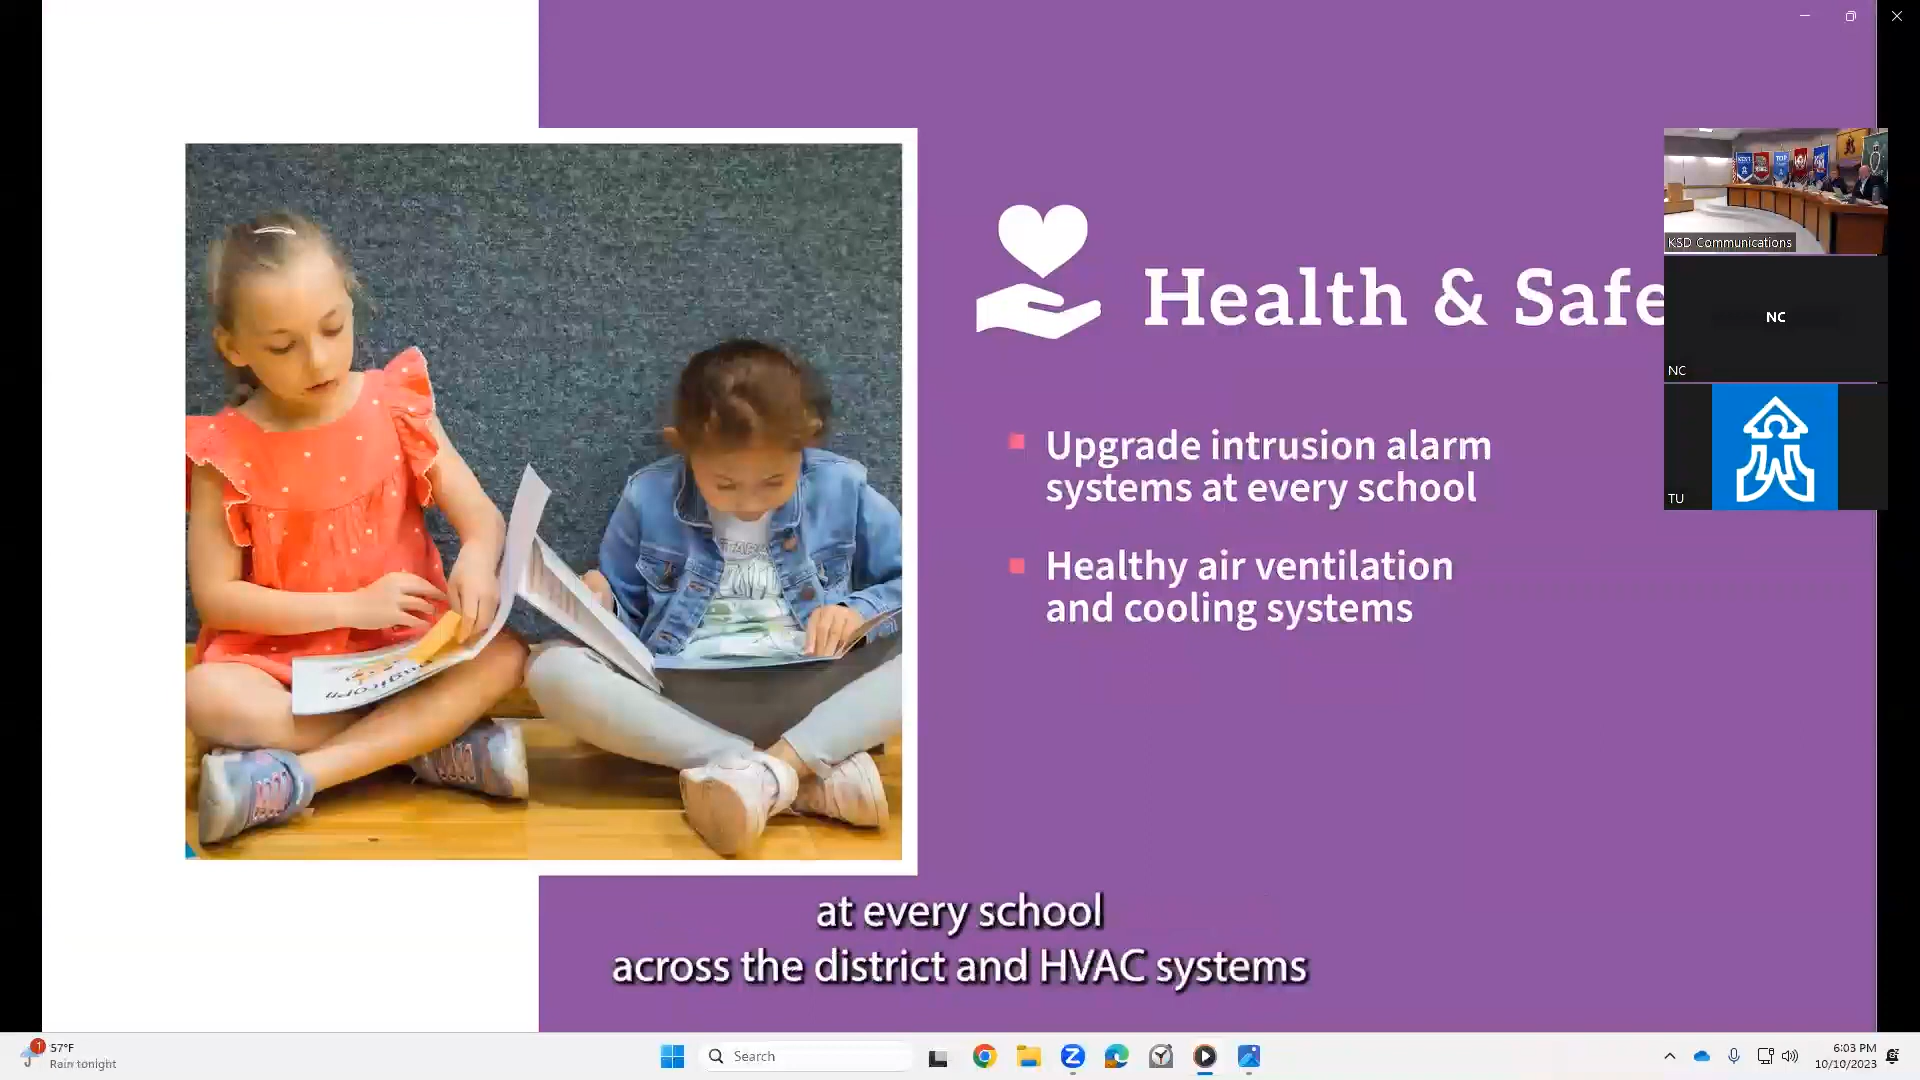 Health & Safe
Upgrade intrusion alarm
systems at every school
Healthy air ventilation
and cooling systems
KSD Communications
NC
NC
TU
at every school
across the district and HVAC systems
1
57°F
Rain tonight
Search
6:03 PM
10/10/2023